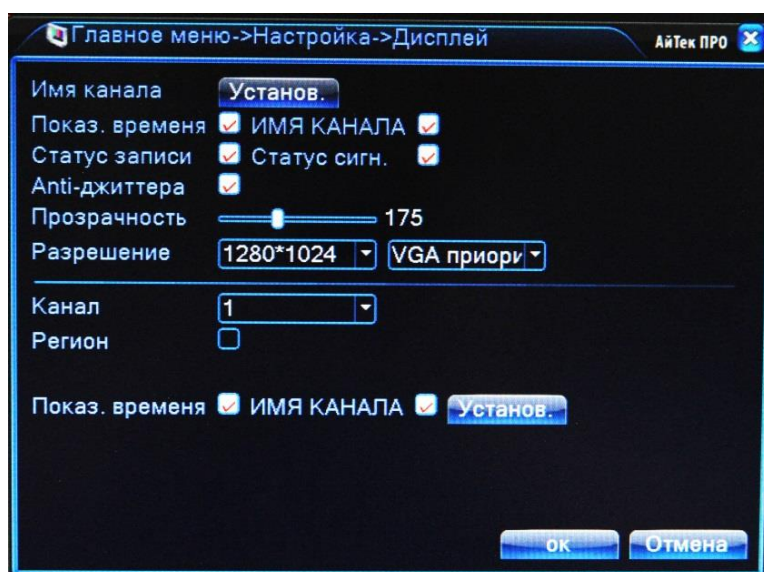 Главное меню->Настройка->Дисплей АйТек ПРО
Имя канала Установ.
Показ. временя ИМЯ КАНАЛА
Статус записи Статус сигн.
Anti-джиттера
Прозрачность 175
Разрешение 1280*1024 VGA приори
Канал 1
Регион
Показ. временя ИМЯ КАНАЛА Установ.
ок Отмена